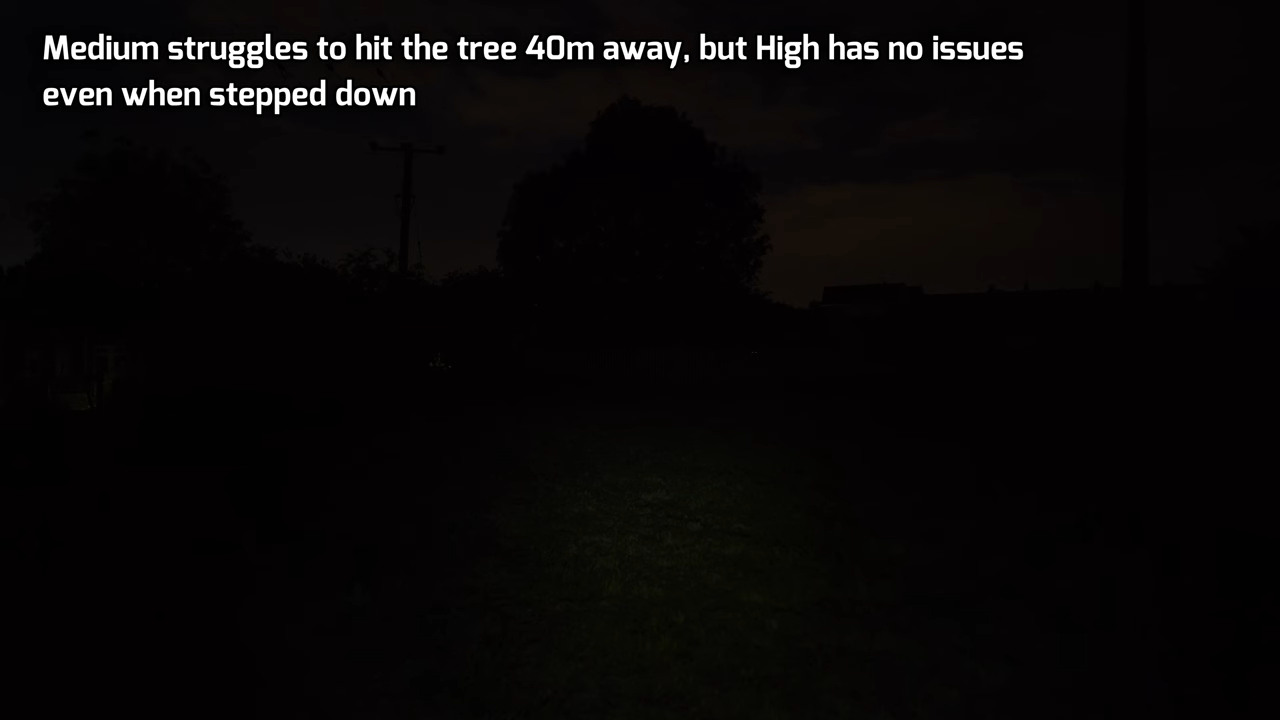 Medium struggles to hit the tree 40m away, but High has no issues
even when stepped down